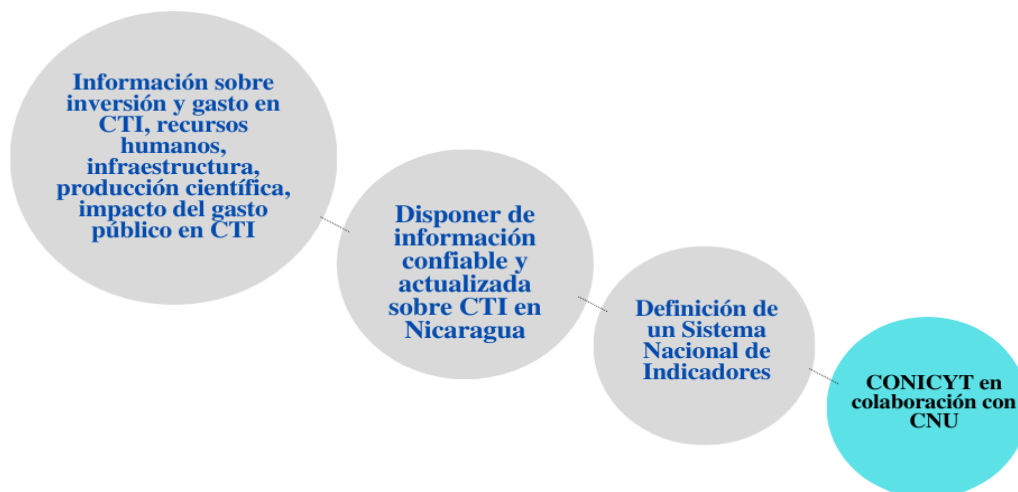 Información sobre
inversión y gasto en
CTI, recursos
humanos,
infraestructura,
producción científica,
impacto del gasto
público en CTI
Disponer de
información
confiable y
actualizada
sobre CTI en
Nicaragua
Definición de
un Sistema
Nacional de
Indicadores
CONICYT en
colaboración con
CNU